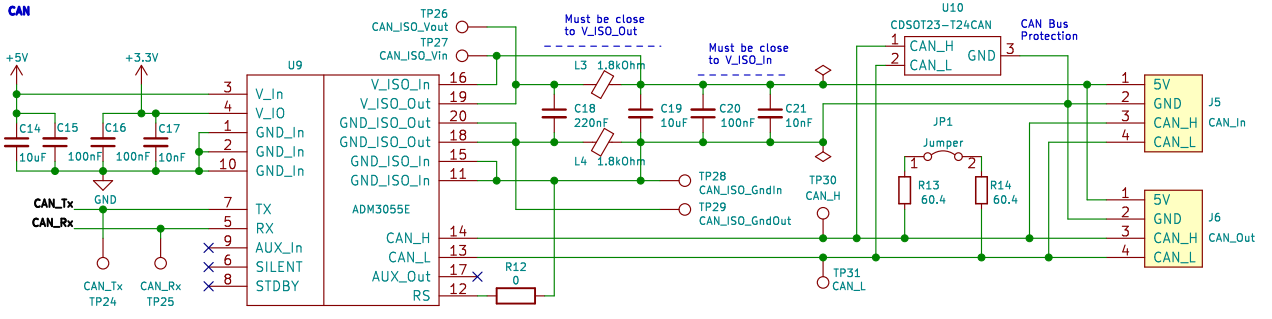 CAN
TP26
CAN_ISO_Vout
TP27
CAN_ISO_Vin
Must be close
to V_ISO_Out
Must be close
to V_ISO_In
U10
CDSOT23-T24CAN
1
CAN_H
2
CAN_L
GND
3
CAN Bus
Protection
+5V
+3.3V
U9
3
V_In
4
V_IO
1
GND_In
2
GND_In
10
GND_In
7
TX
5
RX
9
AUX_In
6
SILENT
8
STDBY
V_ISO_In
16
V_ISO_Out
19
GND_ISO_Out
20
GND_ISO_Out
18
GND_ISO_In
15
GND_ISO_In
11
ADM3055E
CAN_H
14
CAN_L
13
AUX_Out
17
RS
12
C14
10uF
C15
100nF
C16
100nF
C17
10nF
GND
CAN_Tx
CAN_Rx
CAN_Tx
TP24
CAN_Rx
TP25
L3
1.8kOhm
L4
1.8kOhm
C18
220nF
C19
10uF
C20
100nF
C21
10nF
TP28
CAN_ISO_GndIn
TP29
CAN_ISO_GndOut
TP30
CAN_H
TP31
CAN_L
R12
0
JP1
Jumper
1
2
R13
60.4
R14
60.4
1
5V
2
GND
3
CAN_H
4
CAN_L
J5
CAN_In
1
5V
2
GND
3
CAN_H
4
CAN_L
J6
CAN_Out